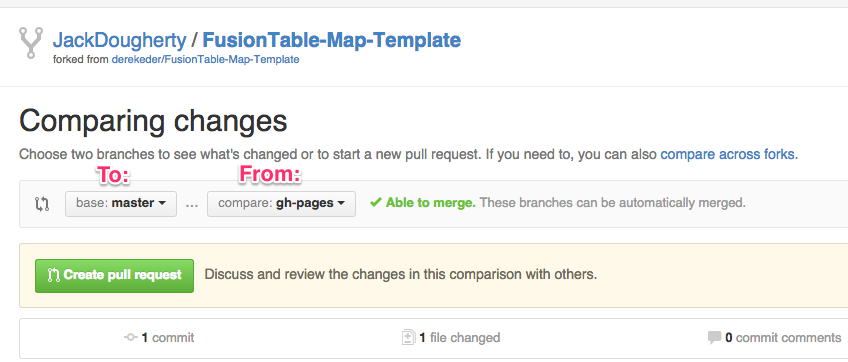 JackDougherty / FusionTable-Map-Template
forked from derekeder/FusionTable-Map-Template
Comparing changes
Choose two branches to see what's changed or to start a new pull request. If you need to, you can also compare across forks.
To: From:
base: master ... compare: gh-pages Able to merge. These branches can be automatically merged.
Create pull request Discuss and review the changes in this comparison with others.
1 commit 1 file changed 0 commit comments